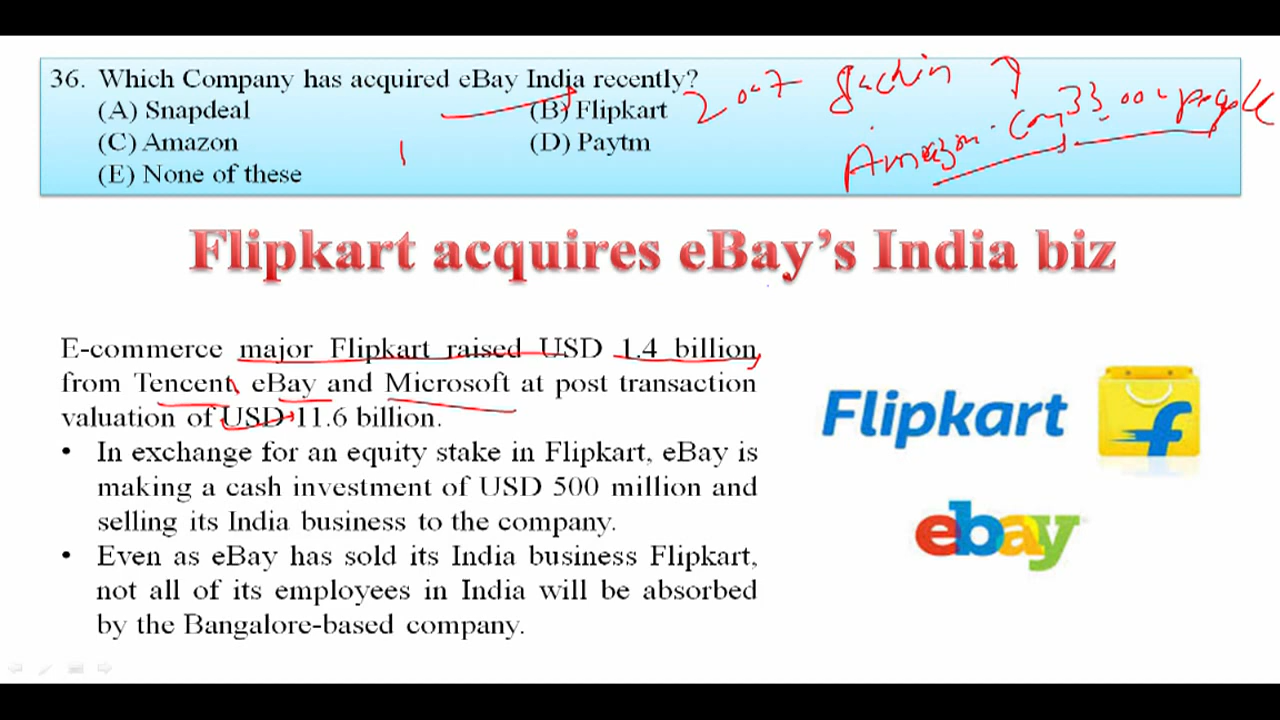 36. Which Company has acquired eBay India recently?
(A) Snapdeal (B) Flipkart
(C) Amazon (D) Paytm
(E) None of these
2007 Sachin
Amazon.Com 33,000 people
Flipkart acquires eBay’s India biz
E-commerce major Flipkart raised USD 1.4 billion,
from Tencent, eBay and Microsoft at post transaction
valuation of USD 11.6 billion.
• In exchange for an equity stake in Flipkart, eBay is
making a cash investment of USD 500 million and
selling its India business to the company.
• Even as eBay has sold its India business Flipkart,
not all of its employees in India will be absorbed
by the Bangalore-based company.
Flipkart
f
ebay